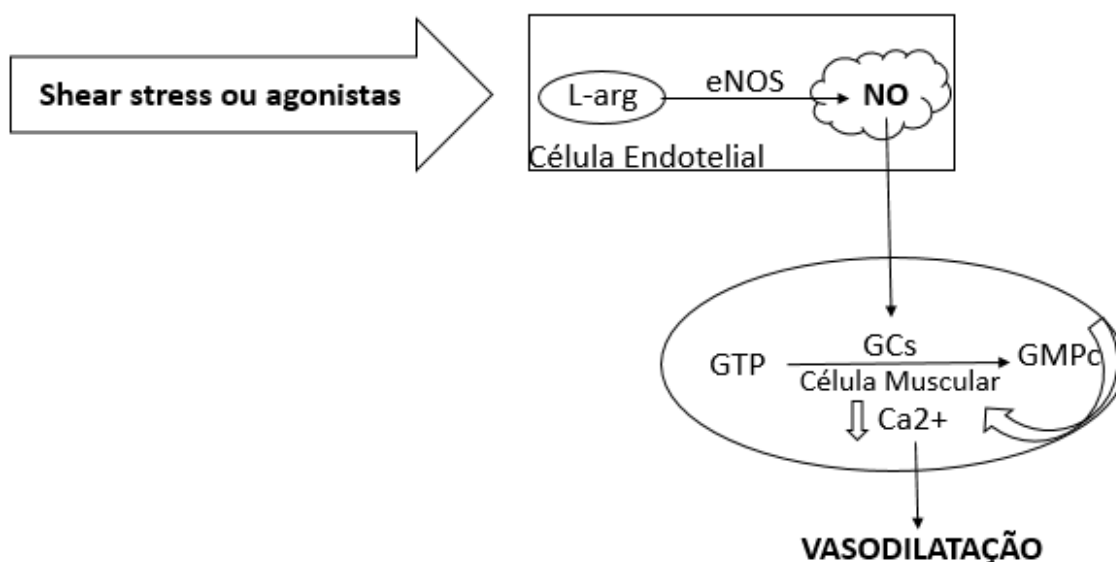 Shear stress ou agonistas
L-arg
eNOS
NO
Célula Endotelial
GTP
GCs
GMPc
Célula Muscular
Ca2+
VASODILATAÇÃO